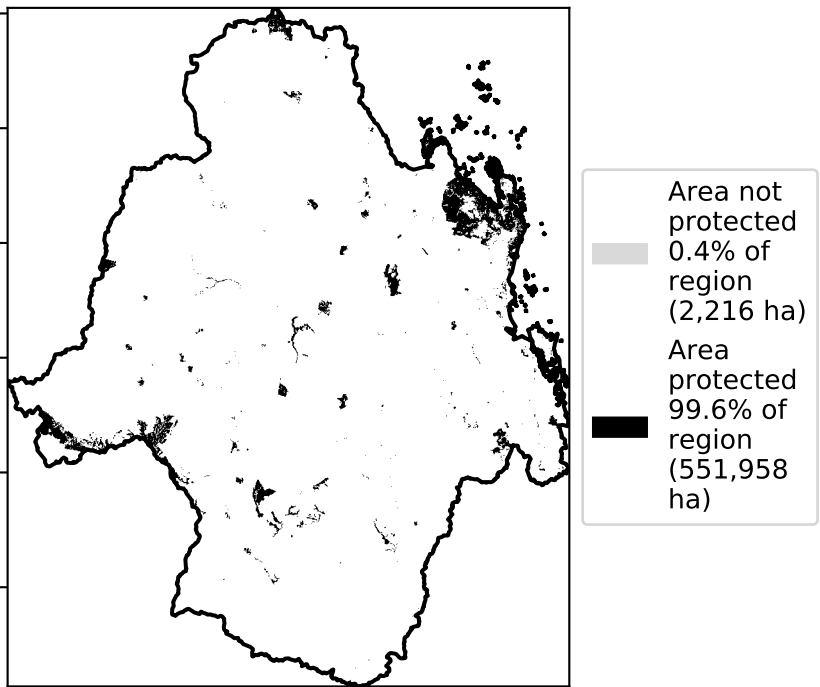 Area not
protected
0.4% of
region
(2,216 ha)
Area
protected
99.6% of
region
(551,958
ha)